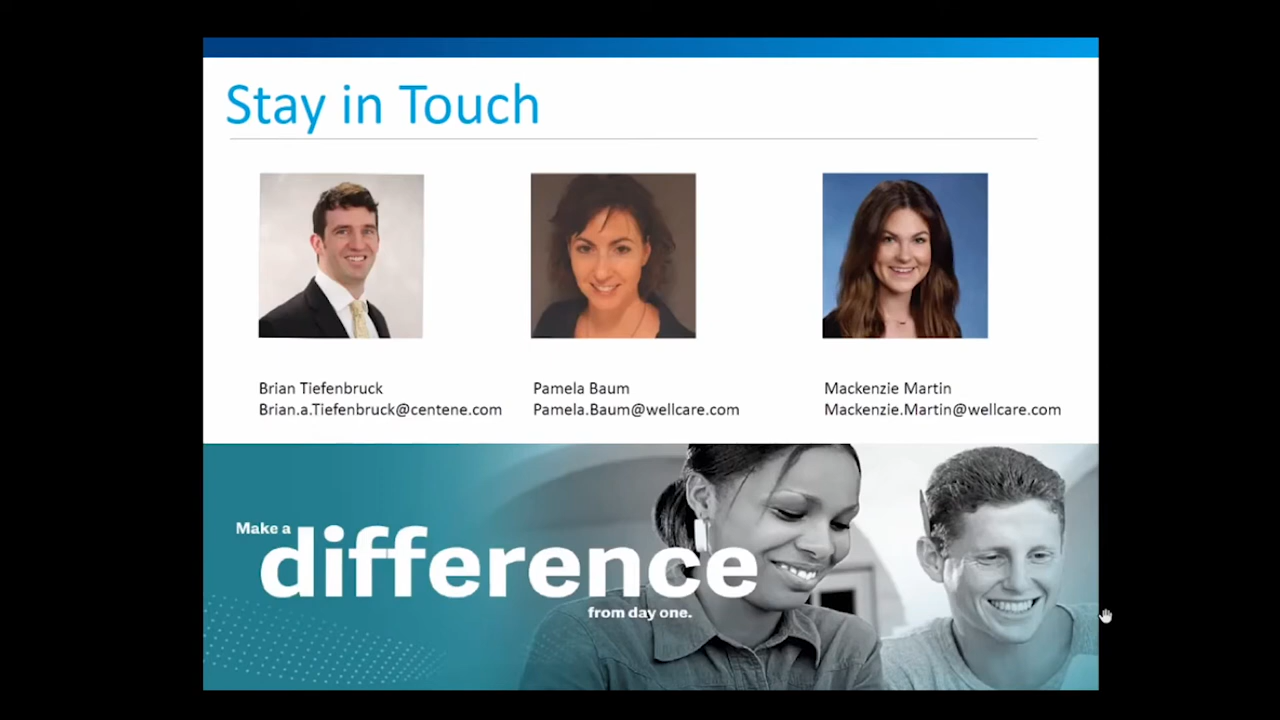 Stay in Touch
Brian Tiefenbruck
Brian.a.Tiefenbruck@centene.com
Pamela Baum
Pamela.Baum@wellcare.com
Mackenzie Martin
Mackenzie.Martin@wellcare.com
Make a
difference
from day one.